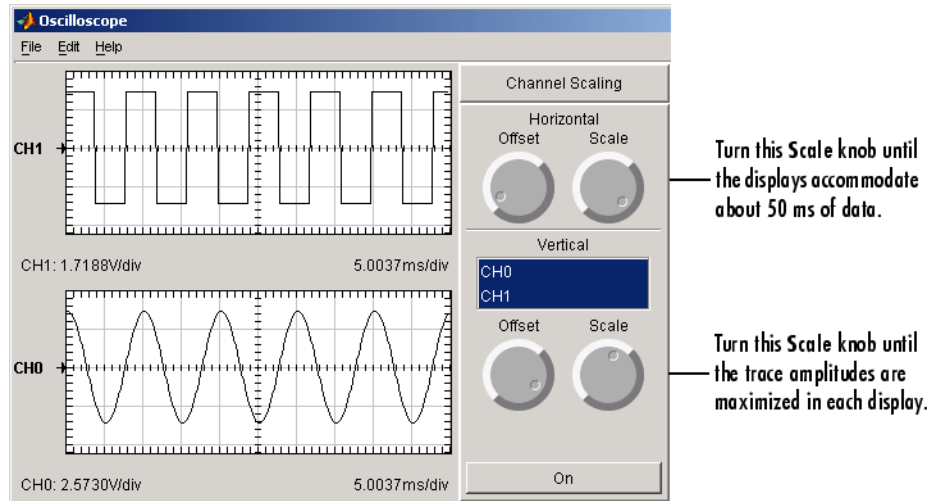 Oscilloscope
File Edit Help
Channel Scaling
Horizontal
Offset Scale
CH1
Turn this Scale knob until
the displays accommodate
about 50 ms of data.
CH1: 1.7188V/div 5.0037ms/div
Vertical
CH0
CH1
Offset Scale
CH0
Turn this Scale knob until
the trace amplitudes are
maximized in each display.
CH0: 2.5730V/div 5.0037ms/div
On